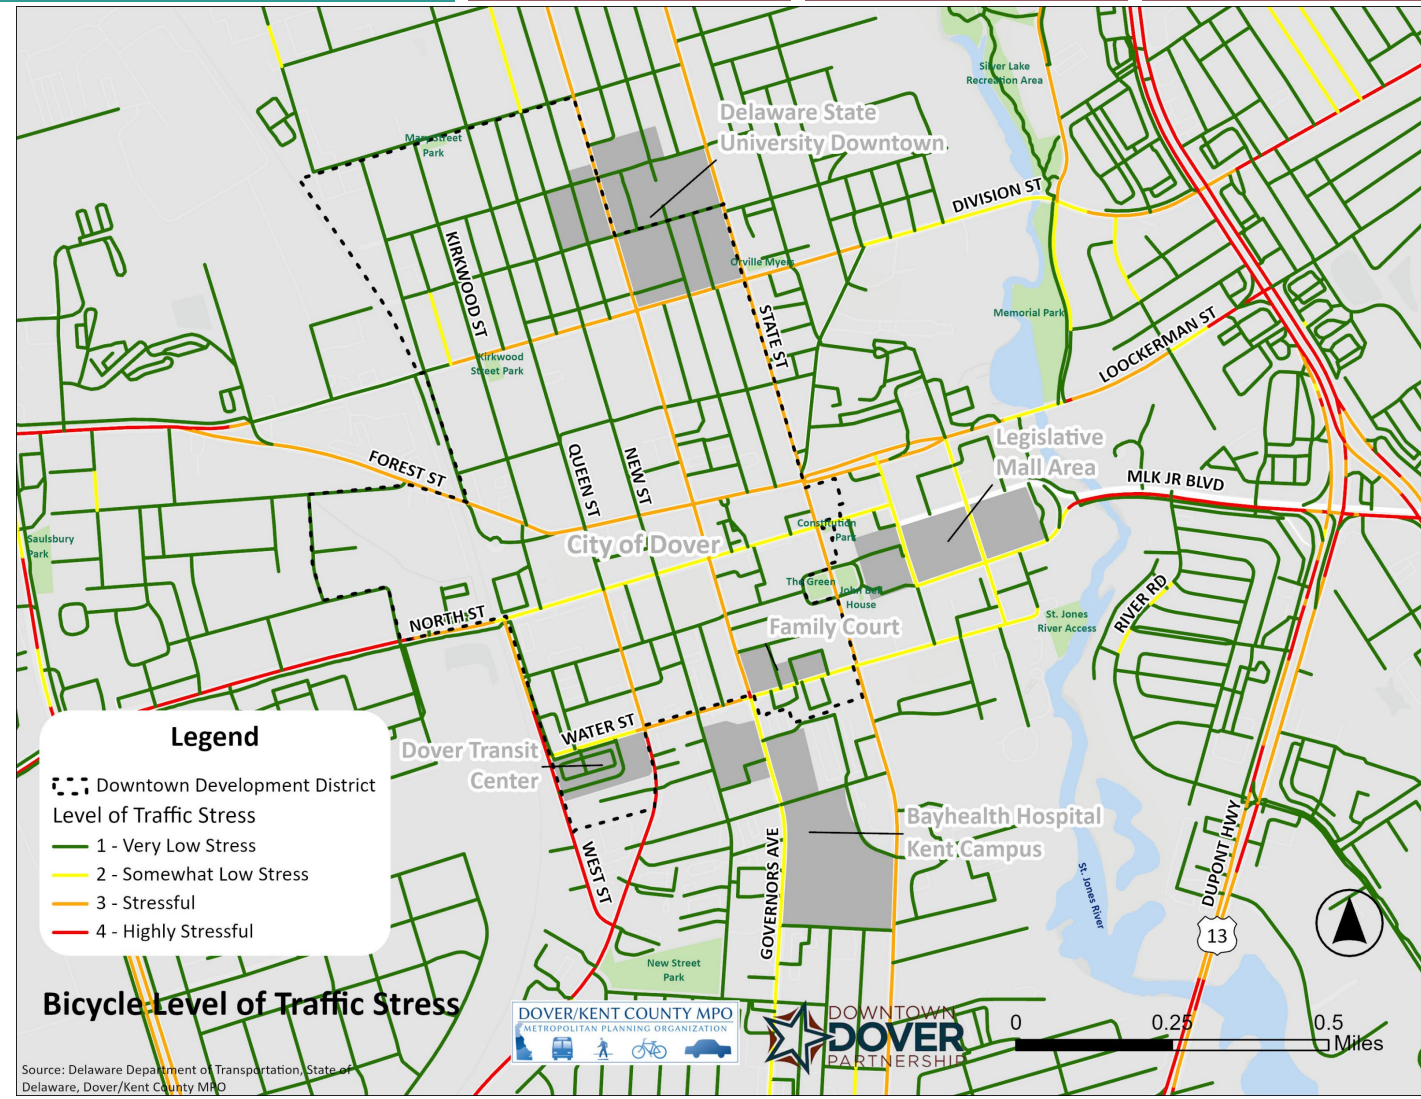 Silver Lake
Recreation Area
Delaware State
University Downtown
Mary Street
Park
DIVISION ST
KIRKWOOD ST
Orville Myers
STATE ST
Memorial Park
LOOCKERMAN ST
Kirkwood
Street Park
Legislative
Mall Area
FOREST ST
QUEEN ST
NEW ST
MLK JR BLVD
Constitution
Park
Saulsbury
Park
City of Dover
The Green
John Bell
House
RIVER RD
NORTH ST
Family Court
St. Jones
River Access
WATER ST
Dover Transit
Center
Legend
Downtown Development District
Level of Traffic Stress
1 - Very Low Stress
2 - Somewhat Low Stress
3 - Stressful
4 - Highly Stressful
Bayhealth Hospital
Kent Campus
WEST ST
GOVERNORS AVE
DUPONT HWY
St. Jones River
13
New Street
Park
Bicycle Level of Traffic Stress
DOVER/KENT COUNTY MPO
METROPOLITAN PLANNING ORGANIZATION
DOWNTOWN
DOVER
PARTNERSHIP
0 0.25 0.5
Miles
Source: Delaware Department of Transportation, State of
Delaware, Dover/Kent County MPO